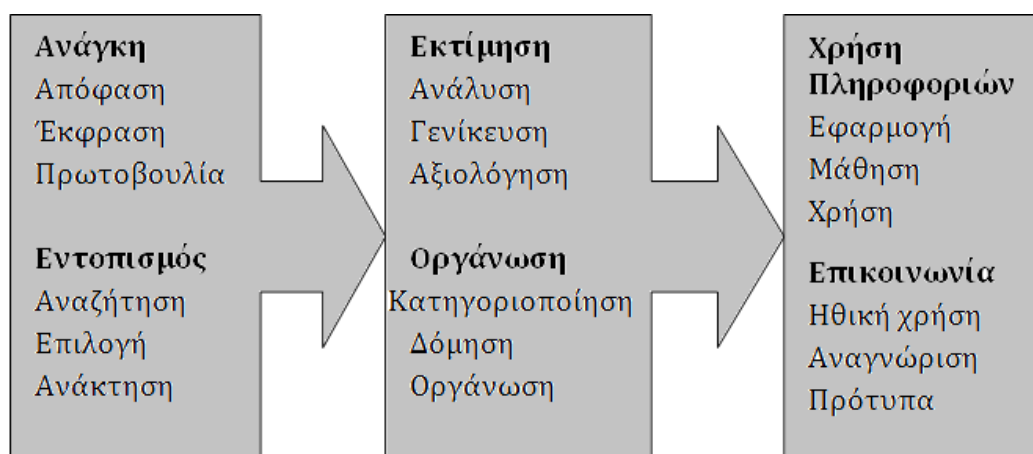 Ανάγκη
Απόφαση
Έκφραση
Πρωτοβουλία
Εντοπισμός
Αναζήτηση
Επιλογή
Ανάκτηση
Εκτίμηση
Ανάλυση
Γενίκευση
Αξιολόγηση
Οργάνωση
Κατηγοριοποίηση
Δόμηση
Οργάνωση
Χρήση
Πληροφοριών
Εφαρμογή
Μάθηση
Χρήση
Επικοινωνία
Ηθική χρήση
Αναγνώριση
Πρότυπα